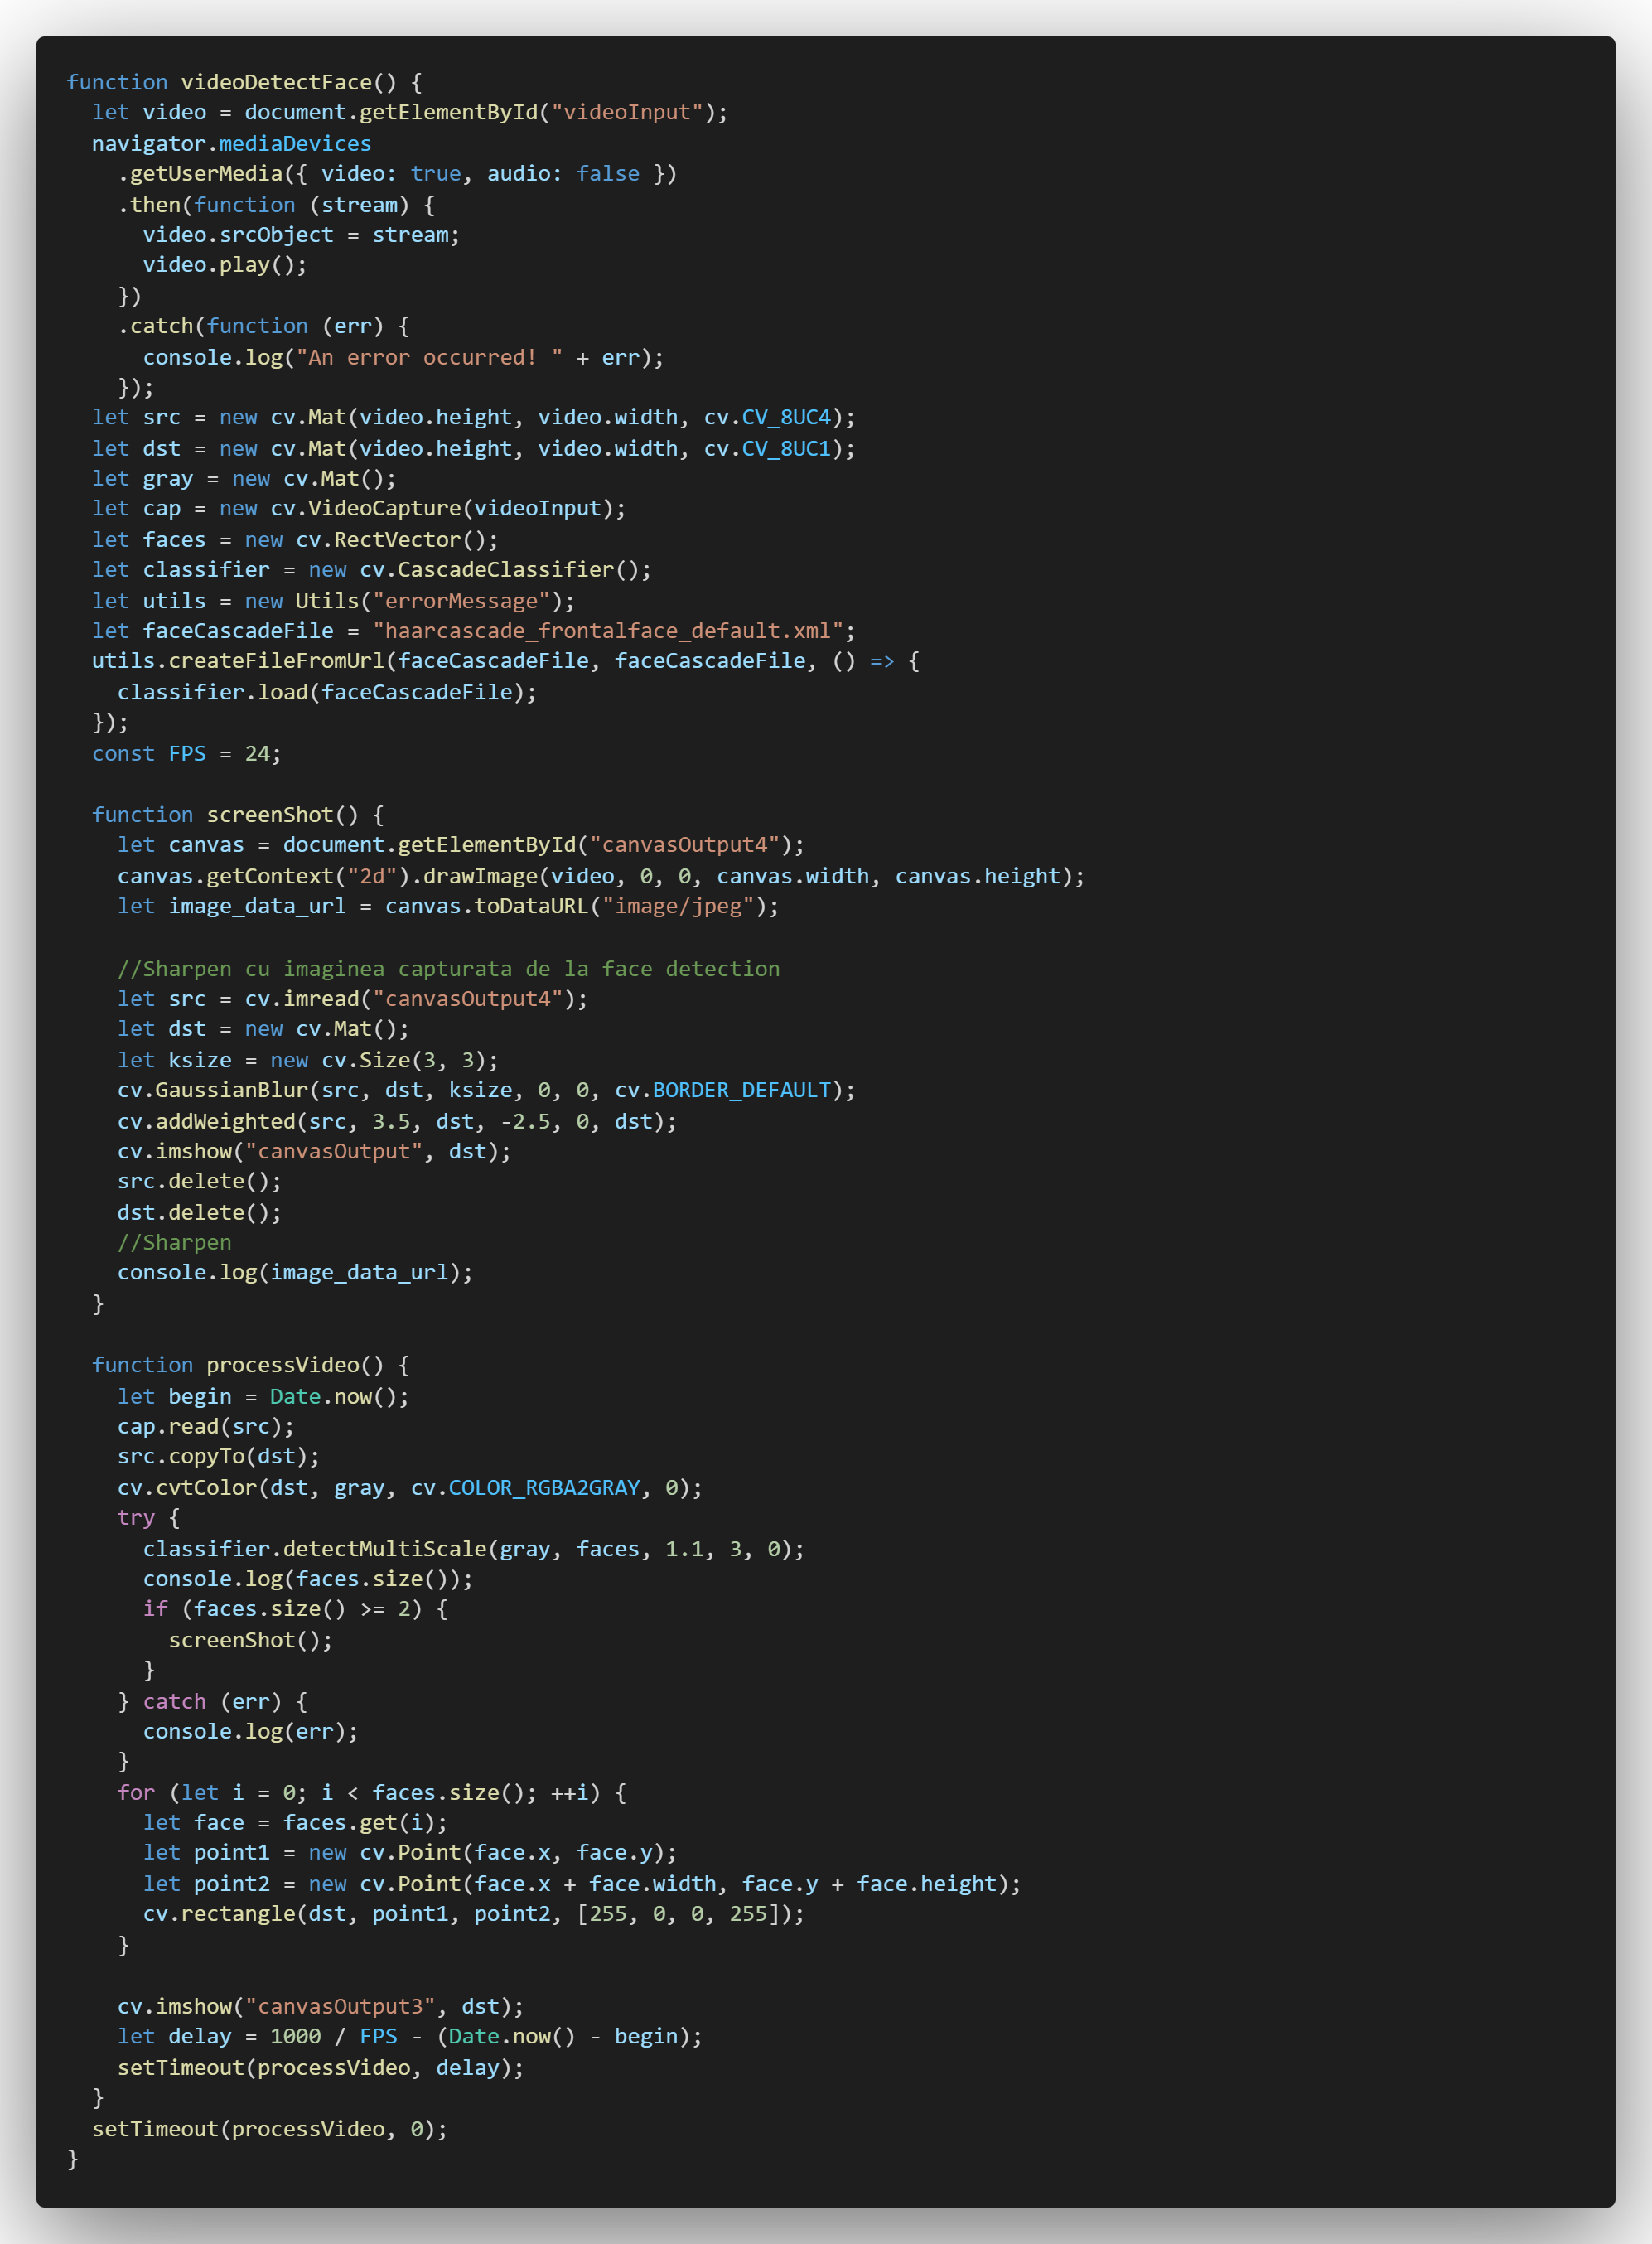 function videoDetectFace() {
  let video = document.getElementById("videoInput");
  navigator.mediaDevices
    .getUserMedia({ video: true, audio: false })
    .then(function (stream) {
      video.srcObject = stream;
      video.play();
    })
    .catch(function (err) {
      console.log("An error occurred! " + err);
    });
  let src = new cv.Mat(video.height, video.width, cv.CV_8UC4);
  let dst = new cv.Mat(video.height, video.width, cv.CV_8UC1);
  let gray = new cv.Mat();
  let cap = new cv.VideoCapture(videoInput);
  let faces = new cv.RectVector();
  let classifier = new cv.CascadeClassifier();
  let utils = new Utils("errorMessage");
  let faceCascadeFile = "haarcascade_frontalface_default.xml";
  utils.createFileFromUrl(faceCascadeFile, faceCascadeFile, () => {
    classifier.load(faceCascadeFile);
  });
  const FPS = 24;

  function screenShot() {
    let canvas = document.getElementById("canvasOutput4");
    canvas.getContext("2d").drawImage(video, 0, 0, canvas.width, canvas.height);
    let image_data_url = canvas.toDataURL("image/jpeg");

    //Sharpen cu imaginea capturata de la face detection
    let src = cv.imread("canvasOutput4");
    let dst = new cv.Mat();
    let ksize = new cv.Size(3, 3);
    cv.GaussianBlur(src, dst, ksize, 0, 0, cv.BORDER_DEFAULT);
    cv.addWeighted(src, 3.5, dst, -2.5, 0, dst);
    cv.imshow("canvasOutput", dst);
    src.delete();
    dst.delete();
    //Sharpen
    console.log(image_data_url);
  }

  function processVideo() {
    let begin = Date.now();
    cap.read(src);
    src.copyTo(dst);
    cv.cvtColor(dst, gray, cv.COLOR_RGBA2GRAY, 0);
    try {
      classifier.detectMultiScale(gray, faces, 1.1, 3, 0);
      console.log(faces.size());
      if (faces.size() >= 2) {
        screenShot();
      }
    } catch (err) {
      console.log(err);
    }
    for (let i = 0; i < faces.size(); ++i) {
      let face = faces.get(i);
      let point1 = new cv.Point(face.x, face.y);
      let point2 = new cv.Point(face.x + face.width, face.y + face.height);
      cv.rectangle(dst, point1, point2, [255, 0, 0, 255]);
    }

    cv.imshow("canvasOutput3", dst);
    let delay = 1000 / FPS - (Date.now() - begin);
    setTimeout(processVideo, delay);
  }
  setTimeout(processVideo, 0);
}